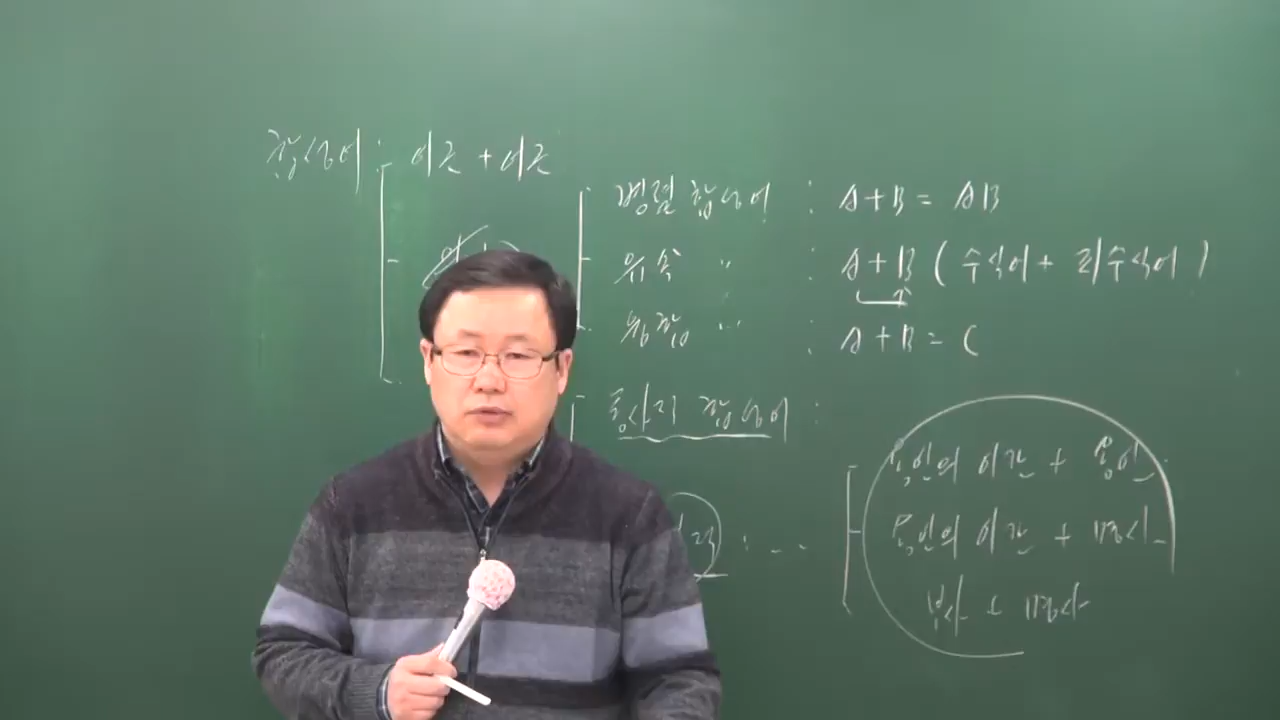 합성어 : 어근 + 어근
병렬 합성어 : A + B = AB
유속 〃 : A + B ( 수식어 + 피수식어 )
융합 〃 : A + B = C
통사적 합성어 :
적 : ...
용언의 어간 + 용언
용언의 어간 + 명사
부사 + 명사